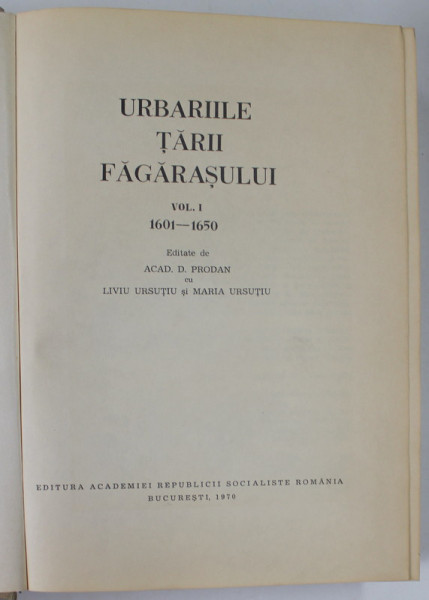 URBARIILE
ȚĂRII
FĂGĂRAȘULUI
VOL. I
1601—1650
Editate de
ACAD. D. PRODAN
cu
LIVIU URSUȚIU și MARIA URSUȚIU
EDITURA ACADEMIEI REPUBLICII SOCIALISTE ROMÂNIA
BUCUREȘTI, 1970